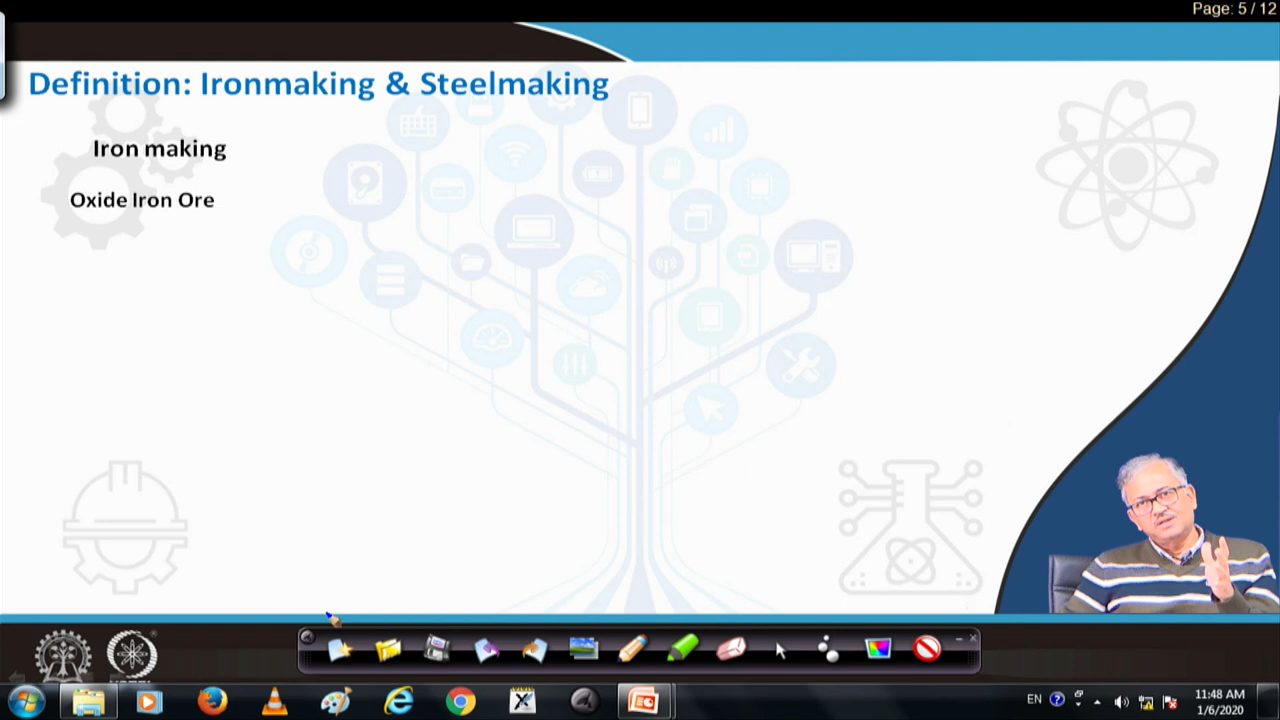 Page: 5 / 12
Definition: Ironmaking & Steelmaking
Iron making
Oxide Iron Ore
EN
11:48 AM
1/6/2020